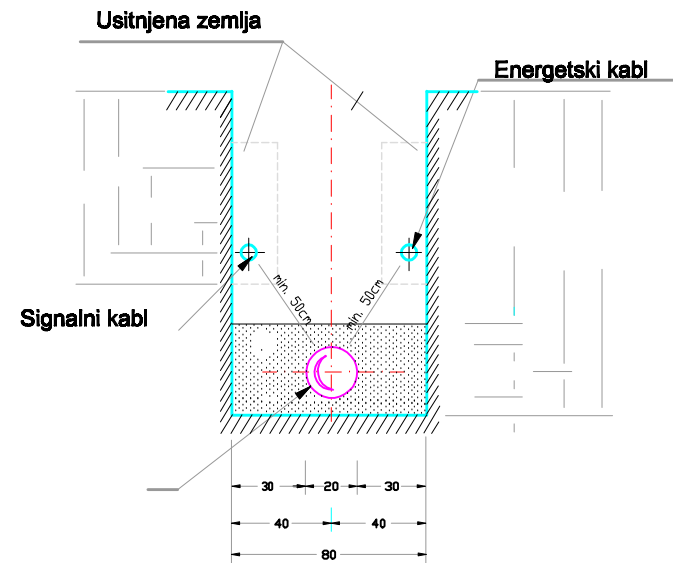 Usitnjena zemlja
Energetski kabl
min. 50cm
min. 50cm
Signalni kabl
30
20
30
40
40
80